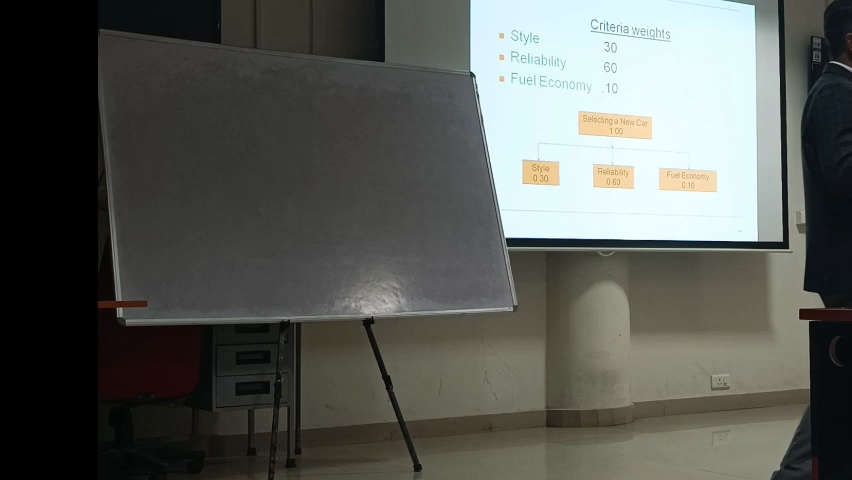 Criteria weights
Style .30
Reliability .60
Fuel Economy .10
Selecting a New Car
1.00
Style
0.30
Reliability
0.60
Fuel Economy
0.10